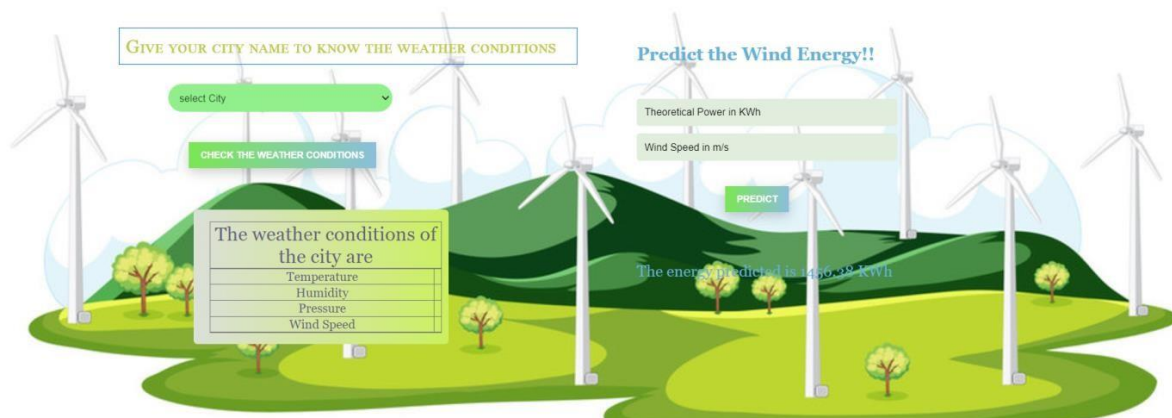 GIVE YOUR CITY NAME TO KNOW THE WEATHER CONDITIONS
select City
CHECK THE WEATHER CONDITIONS
The weather conditions of
the city are
Temperature
Humidity
Pressure
Wind Speed
Predict the Wind Energy!!
Theoretical Power in KWh
Wind Speed in m/s
PREDICT
The energy predicted is 1456.28 KWh